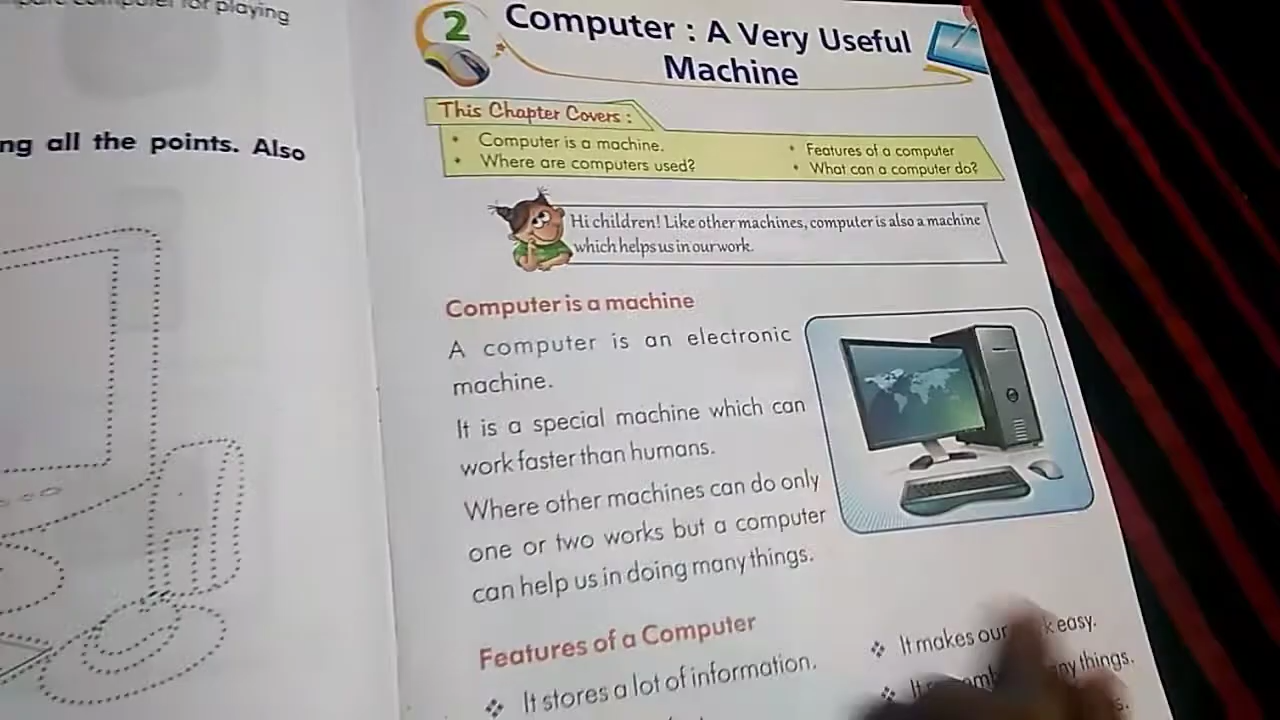 for playing
ng all the points. Also
2
Computer : A Very Useful
Machine
This Chapter Covers :
• Computer is a machine.
• Where are computers used?
• Features of a computer
• What can a computer do?
Hi children! Like other machines, computer is also a machine
which helps us in our work.
Computer is a machine
A computer is an electronic
machine.
It is a special machine which can
work faster than humans.
Where other machines can do only
one or two works but a computer
can help us in doing many things.
Features of a Computer
❖ It stores a lot of information.
❖ It makes our easy.
❖ It things.